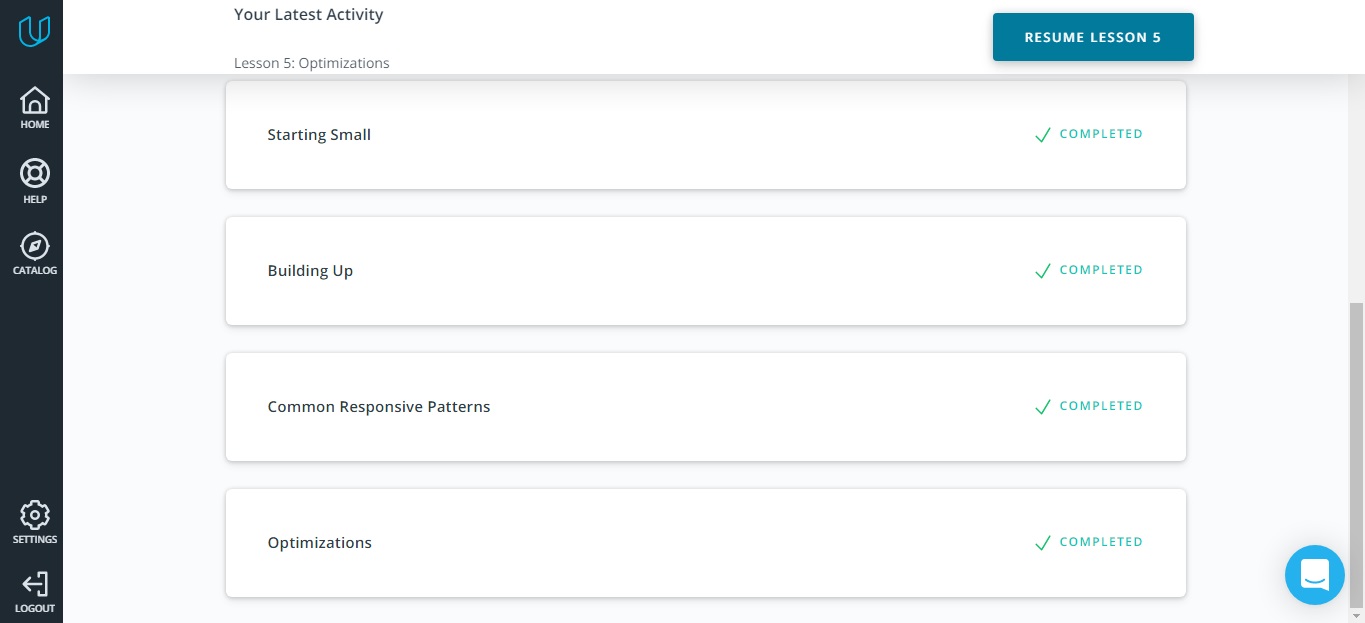 Your Latest Activity
Lesson 5: Optimizations
RESUME LESSON 5
HOME
HELP
CATALOG
SETTINGS
LOGOUT
Starting Small
COMPLETED
Building Up
COMPLETED
Common Responsive Patterns
COMPLETED
Optimizations
COMPLETED